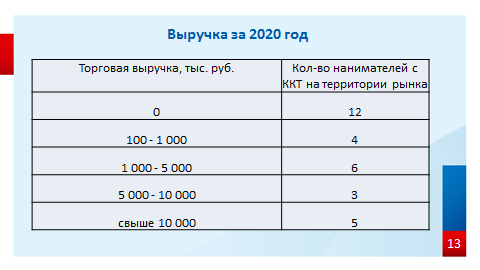 Выручка за 2020 год
Торговая выручка, тыс. руб.
Кол-во нанимателей с
ККТ на территории рынка
0 12
100 - 1 000 4
1 000 - 5 000 6
5 000 - 10 000 3
свыше 10 000 5
13